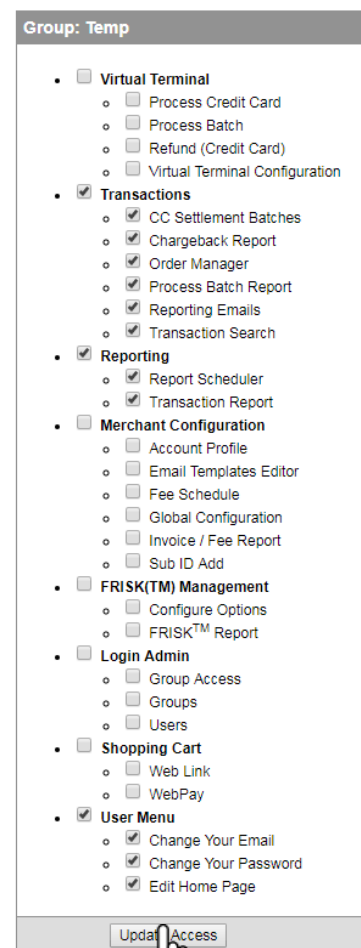 Group: Temp
Virtual Terminal
Process Credit Card
Process Batch
Refund (Credit Card)
Virtual Terminal Configuration
Transactions
CC Settlement Batches
Chargeback Report
Order Manager
Process Batch Report
Reporting Emails
Transaction Search
Reporting
Report Scheduler
Transaction Report
Merchant Configuration
Account Profile
Email Templates Editor
Fee Schedule
Global Configuration
Invoice / Fee Report
Sub ID Add
FRISK(TM) Management
Configure Options
FRISK™ Report
Login Admin
Group Access
Groups
Users
Shopping Cart
Web Link
WebPay
User Menu
Change Your Email
Change Your Password
Edit Home Page
Update Access